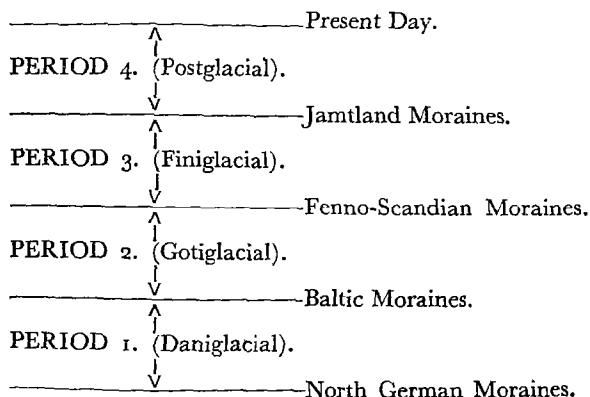 Present Day.
PERIOD 4. (Postglacial).
Jamtland Moraines.
PERIOD 3. (Finiglacial).
Fenno-Scandian Moraines.
PERIOD 2. (Gotiglacial).
Baltic Moraines.
PERIOD 1. (Daniglacial).
North German Moraines.